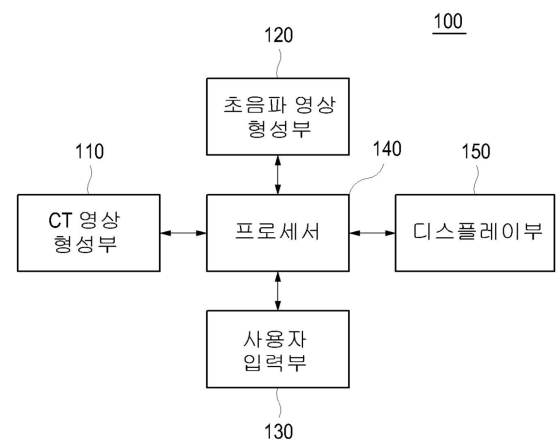 100
120
초음파 영상
형성부
110
140
150
CT 영상
형성부
프로세서
디스플레이부
사용자
입력부
130